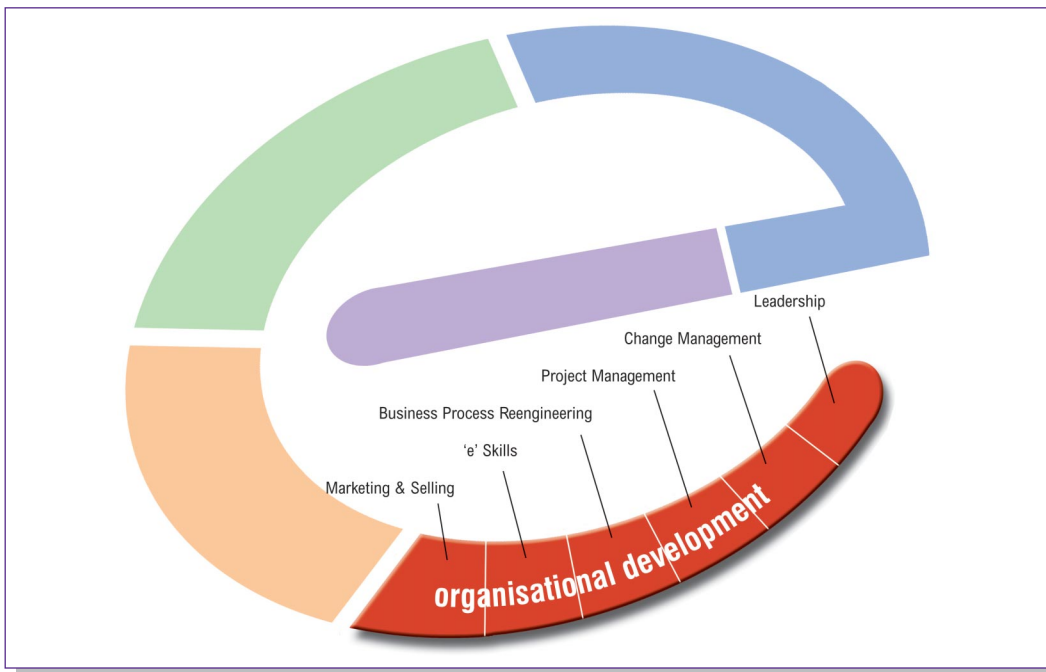 Leadership
Change Management
Project Management
Business Process Reengineering
‘e’ Skills
Marketing & Selling
organisational development